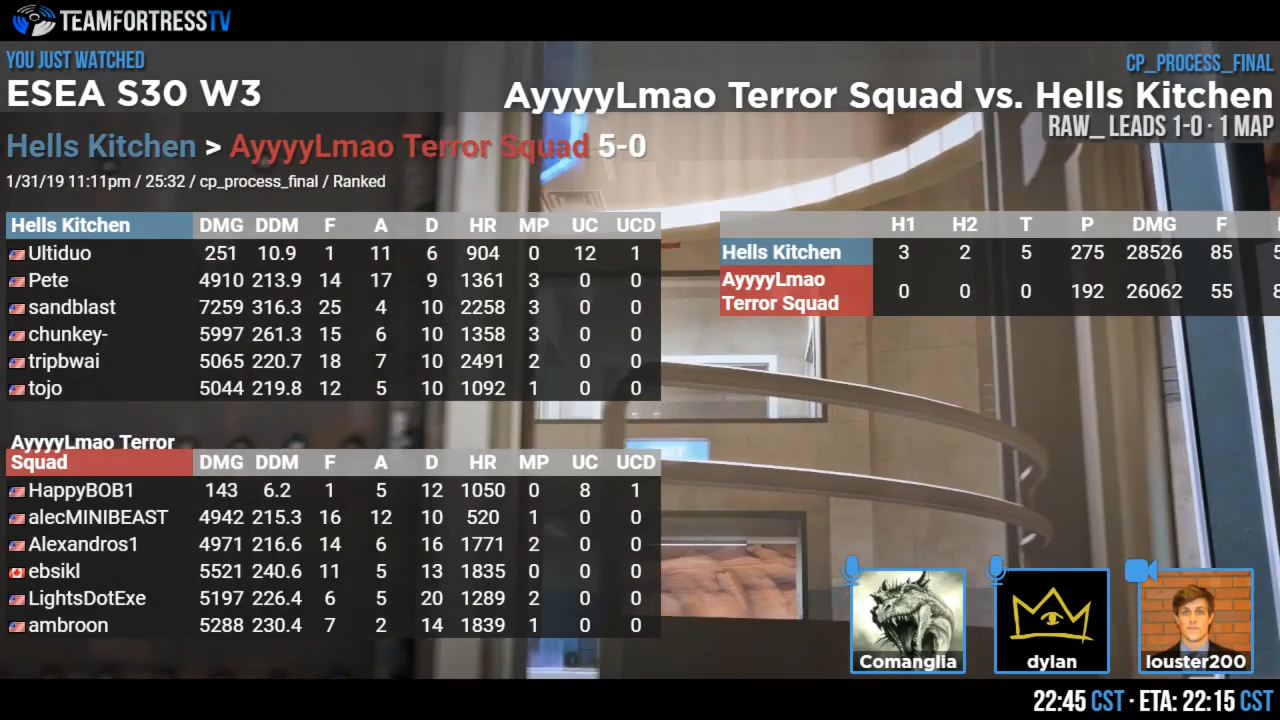 TEAMFORTRESSTV
YOU JUST WATCHED
ESEA S30 W3
CP_PROCESS_FINAL
AyyyyLmao Terror Squad vs. Hells Kitchen
RAW_ LEADS 1-0 · 1 MAP
Hells Kitchen > AyyyyLmao Terror Squad 5-0
1/31/19 11:11pm / 25:32 / cp_process_final / Ranked
Hells Kitchen DMG DDM F A D HR MP UC UCD
Ultiduo 251 10.9 1 11 6 904 0 12 1
Pete 4910 213.9 14 17 9 1361 3 0 0
sandblast 7259 316.3 25 4 10 2258 3 0 0
chunkey- 5997 261.3 15 6 10 1358 3 0 0
tripbwai 5065 220.7 18 7 10 2491 2 0 0
tojo 5044 219.8 12 5 10 1092 1 0 0
AyyyyLmao Terror
Squad DMG DDM F A D HR MP UC UCD
HappyBOB1 143 6.2 1 5 12 1050 0 8 1
alecMINIBEAST 4942 215.3 16 12 10 520 1 0 0
Alexandros1 4971 216.6 14 6 16 1771 2 0 0
ebsikl 5521 240.6 11 5 13 1835 0 0 0
LightsDotExe 5197 226.4 6 5 20 1289 2 0 0
ambroon 5288 230.4 7 2 14 1839 1 0 0
H1 H2 T P DMG F
Hells Kitchen 3 2 5 275 28526 85
AyyyyLmao
Terror Squad 0 0 0 192 26062 55
Comanglia
dylan
louster200
22:45 CST · ETA: 22:15 CST